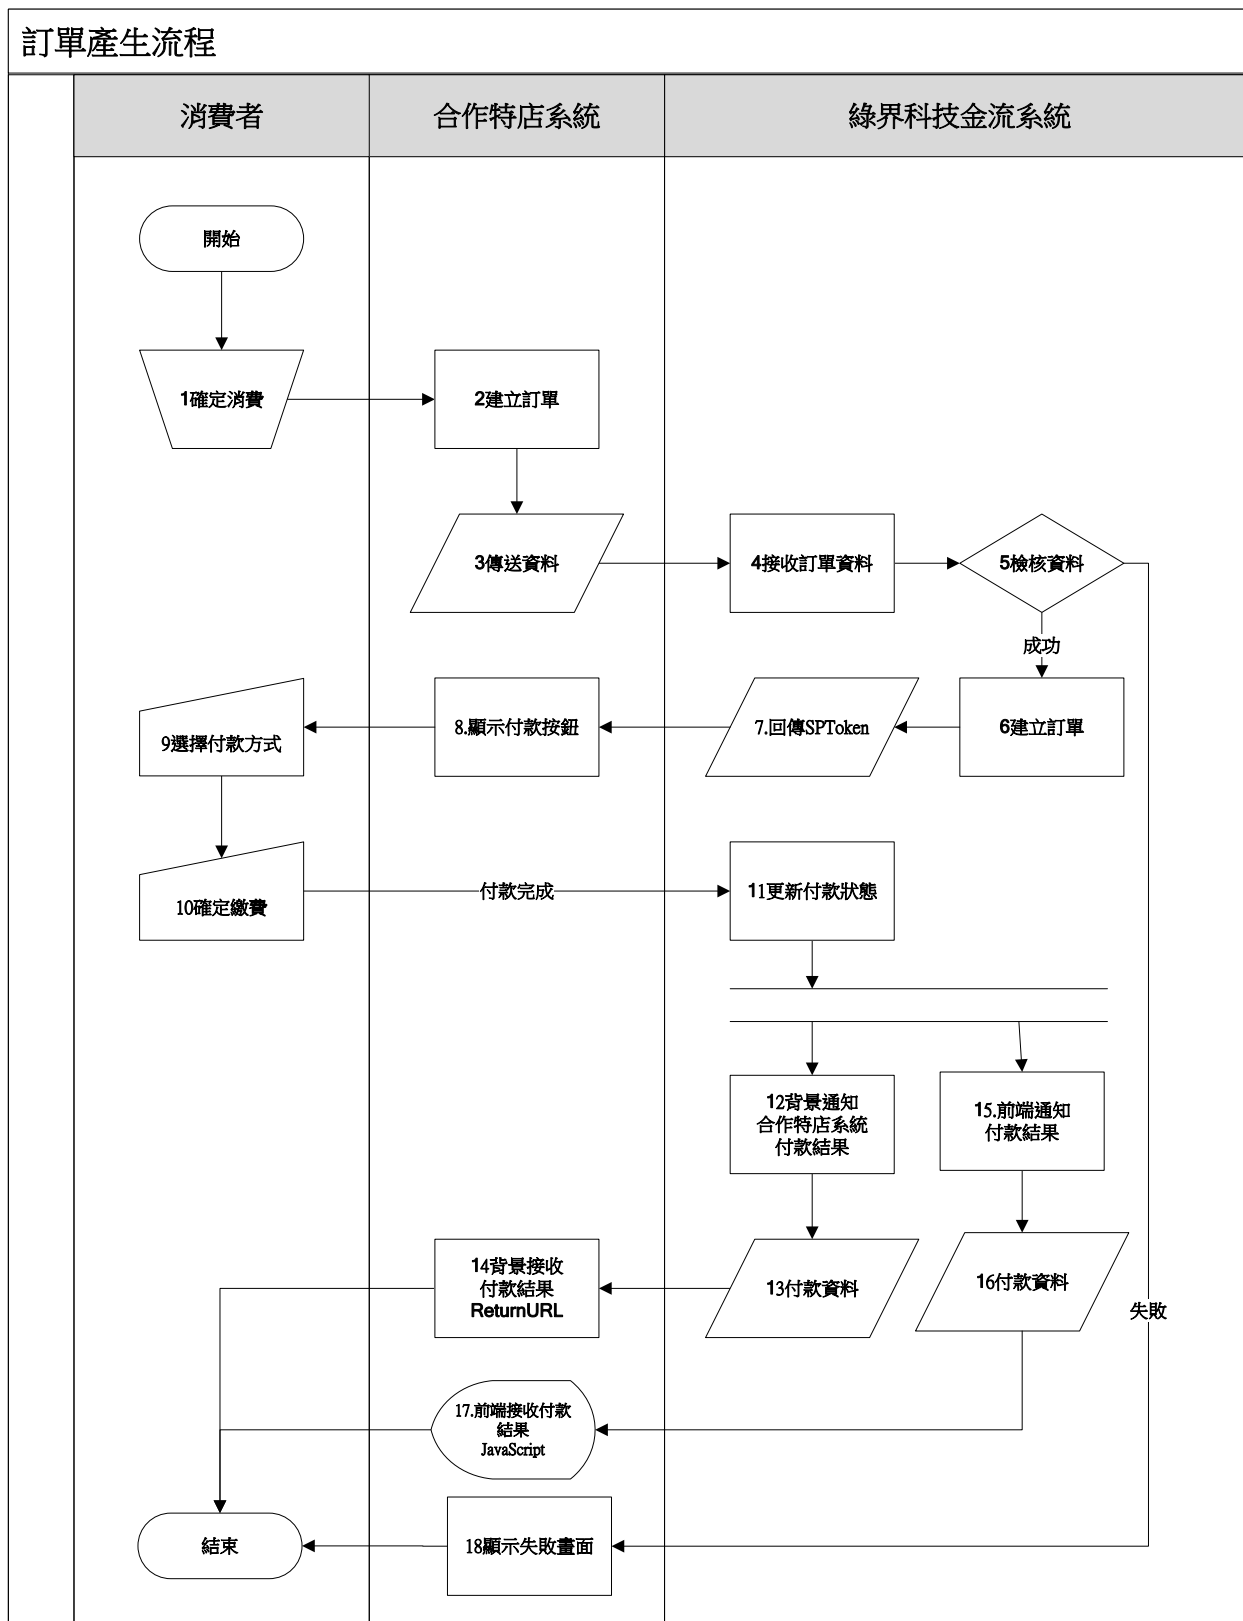 訂單產生流程
消費者
合作特店系統
綠界科技金流系統
開始
1確定消費
2建立訂單
3傳送資料
4接收訂單資料
5檢核資料
成功
9選擇付款方式
8.顯示付款按鈕
7.回傳SPToken
6建立訂單
10確定繳費
付款完成
11更新付款狀態
12背景通知
合作特店系統
付款結果
15.前端通知
付款結果
14背景接收
付款結果
ReturnURL
13付款資料
16付款資料
失敗
17.前端接收付款
結果
JavaScript
結束
18顯示失敗畫面